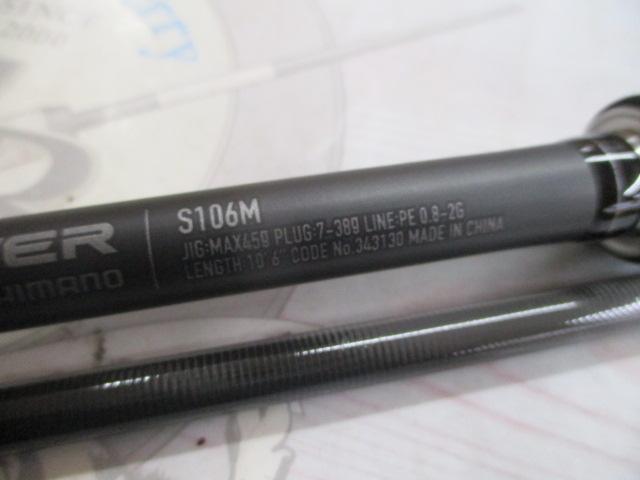 S106M
JIG:MAX45g PLUG:7-38g LINE:PE 0.8-2G
LENGTH:10' 6" CODE No.343130 MADE IN CHINA
TER
SHIMANO